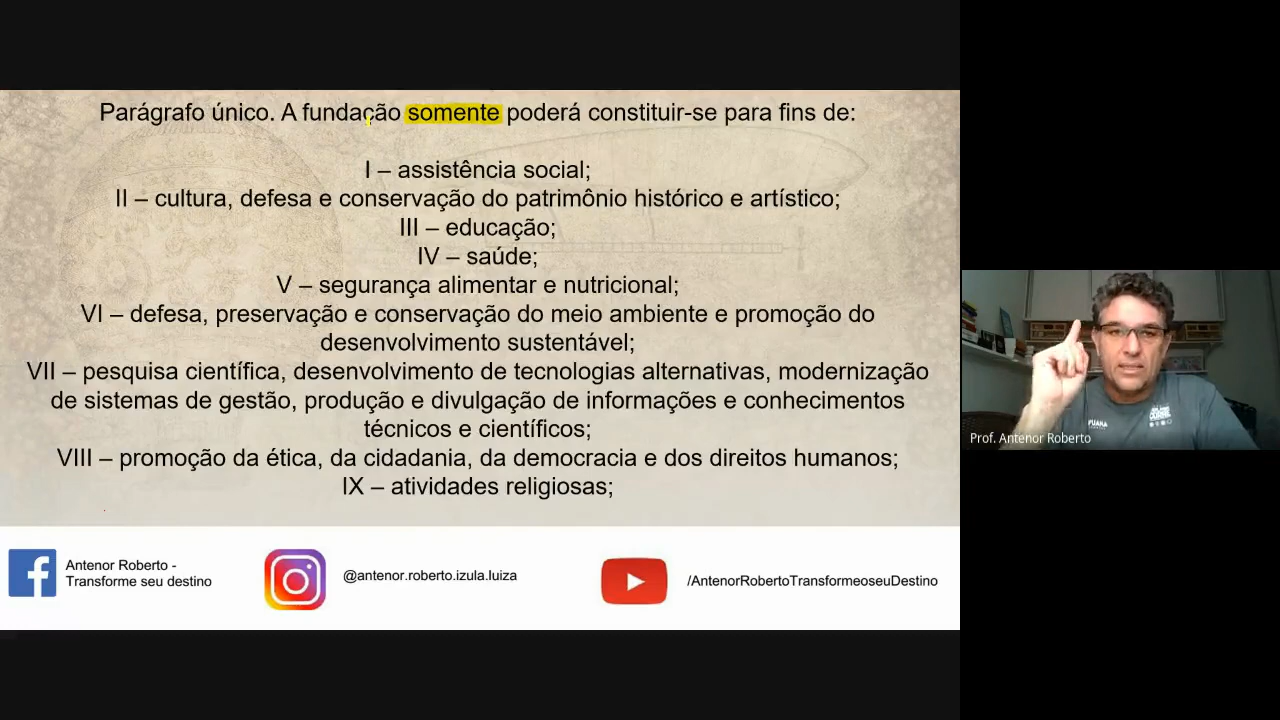 Parágrafo único. A fundação somente poderá constituir-se para fins de:
I – assistência social;
II – cultura, defesa e conservação do patrimônio histórico e artístico;
III – educação;
IV – saúde;
V – segurança alimentar e nutricional;
VI – defesa, preservação e conservação do meio ambiente e promoção do
desenvolvimento sustentável;
VII – pesquisa científica, desenvolvimento de tecnologias alternativas, modernização
de sistemas de gestão, produção e divulgação de informações e conhecimentos
técnicos e científicos;
VIII – promoção da ética, da cidadania, da democracia e dos direitos humanos;
IX – atividades religiosas;
Prof. Antenor Roberto
Antenor Roberto -
Transforme seu destino
@antenor.roberto.izula.luiza
/AntenorRobertoTransformeoseuDestino